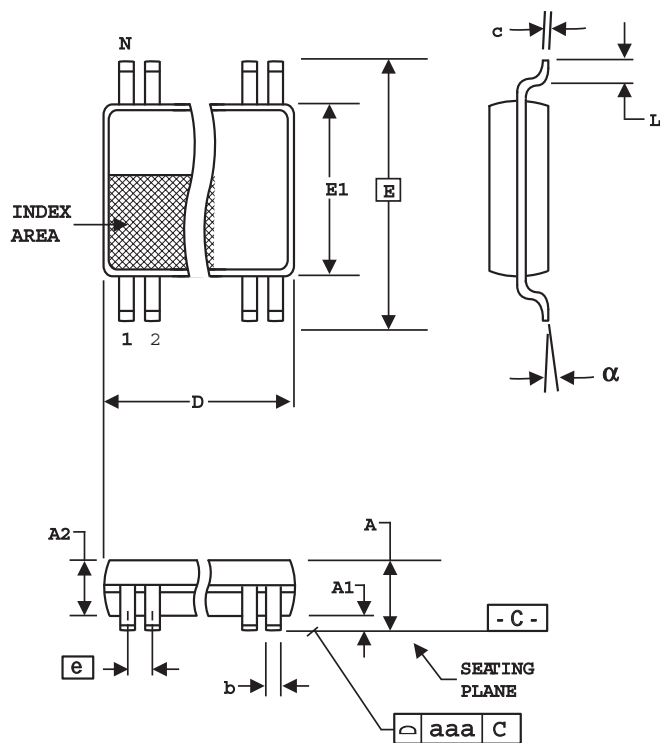 N
c
L
E1
E
INDEX
AREA
1 2
α
D
A2
A
A1
-C-
e
b
SEATING
PLANE
aaa C